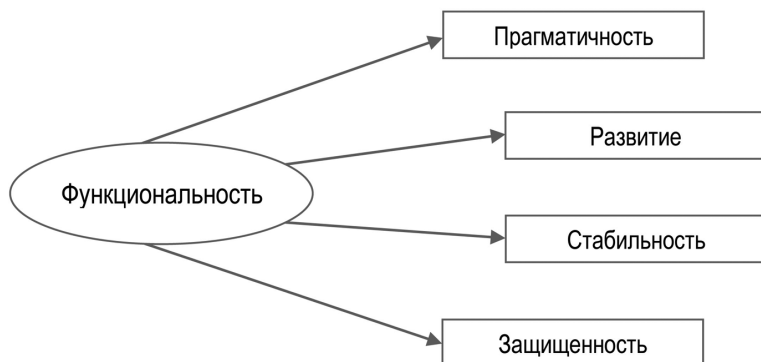 Прагматичность
Развитие
Функциональность
Стабильность
Защищенность